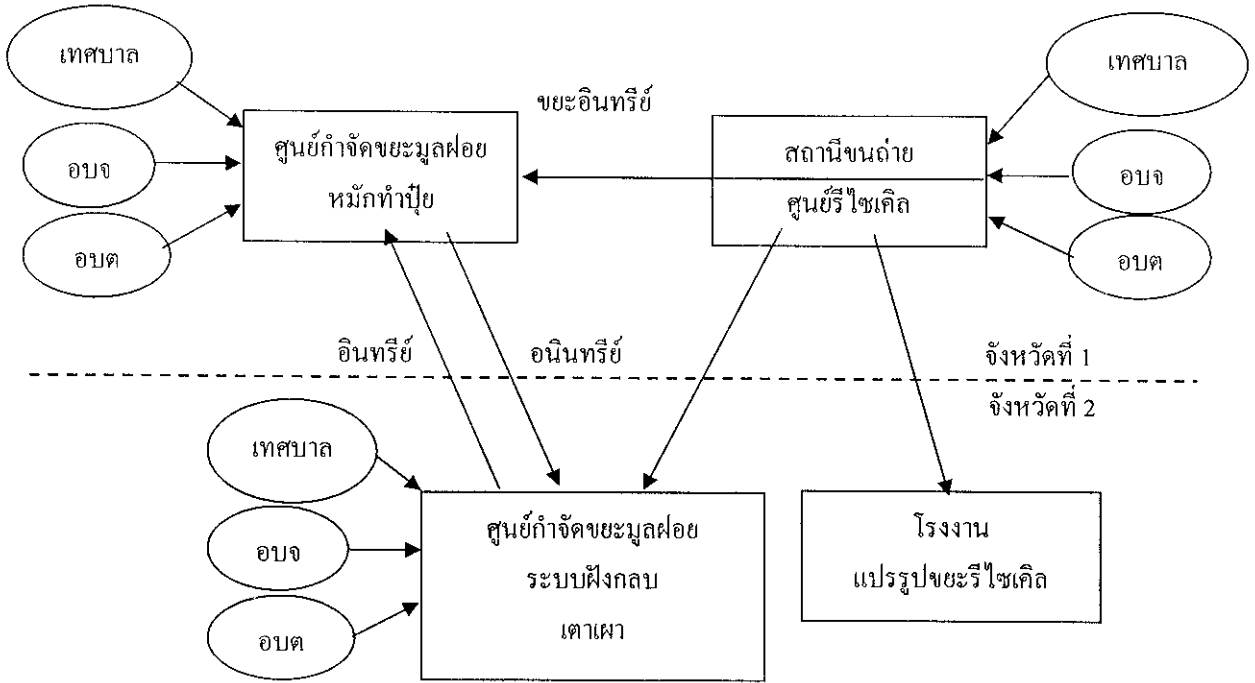 เทศบาล
เทศบาล
ขยะอินทรีย์
ศูนย์กำจัดขยะมูลฝอย
หมักทำปุ๋ย
สถานีขนถ่าย
ศูนย์รีไซเคิล
อบจ
อบจ
อบต
อบต
อินทรีย์
อนินทรีย์
จังหวัดที่ 1
จังหวัดที่ 2
เทศบาล
อบจ
อบต
ศูนย์กำจัดขยะมูลฝอย
ระบบฝังกลบ
เตาเผา
โรงงาน
แปรรูปขยะรีไซเคิล